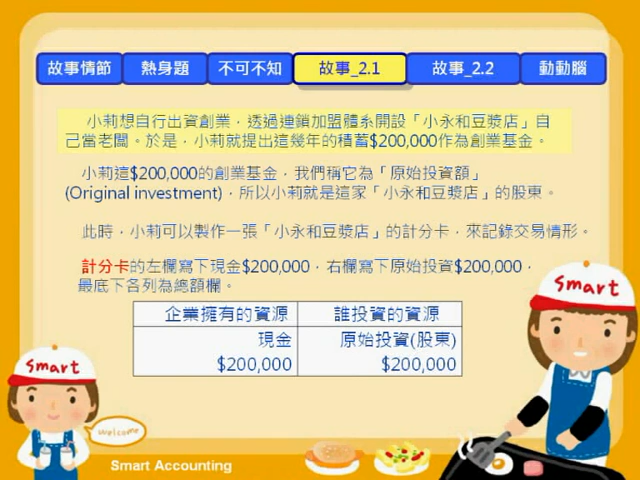 故事情節 熱身題 不可不知 故事_2.1 故事_2.2 動動腦
小莉想自行出資創業，透過連鎖加盟體系開設「小永和豆漿店」自
己當老闆。於是，小莉就提出這幾年的積蓄$200,000作為創業基金。
小莉這$200,000的創業基金，我們稱它為「原始投資額」
(Original investment)，所以小莉就是這家「小永和豆漿店」的股東。
此時，小莉可以製作一張「小永和豆漿店」的計分卡，來記錄交易情形。
計分卡的左欄寫下現金$200,000，右欄寫下原始投資$200,000，
最底下各列為總額欄。
企業擁有的資源 誰投資的資源
現金 原始投資(股東)
$200,000 $200,000
Smart
Smart
welcome
Smart Accounting